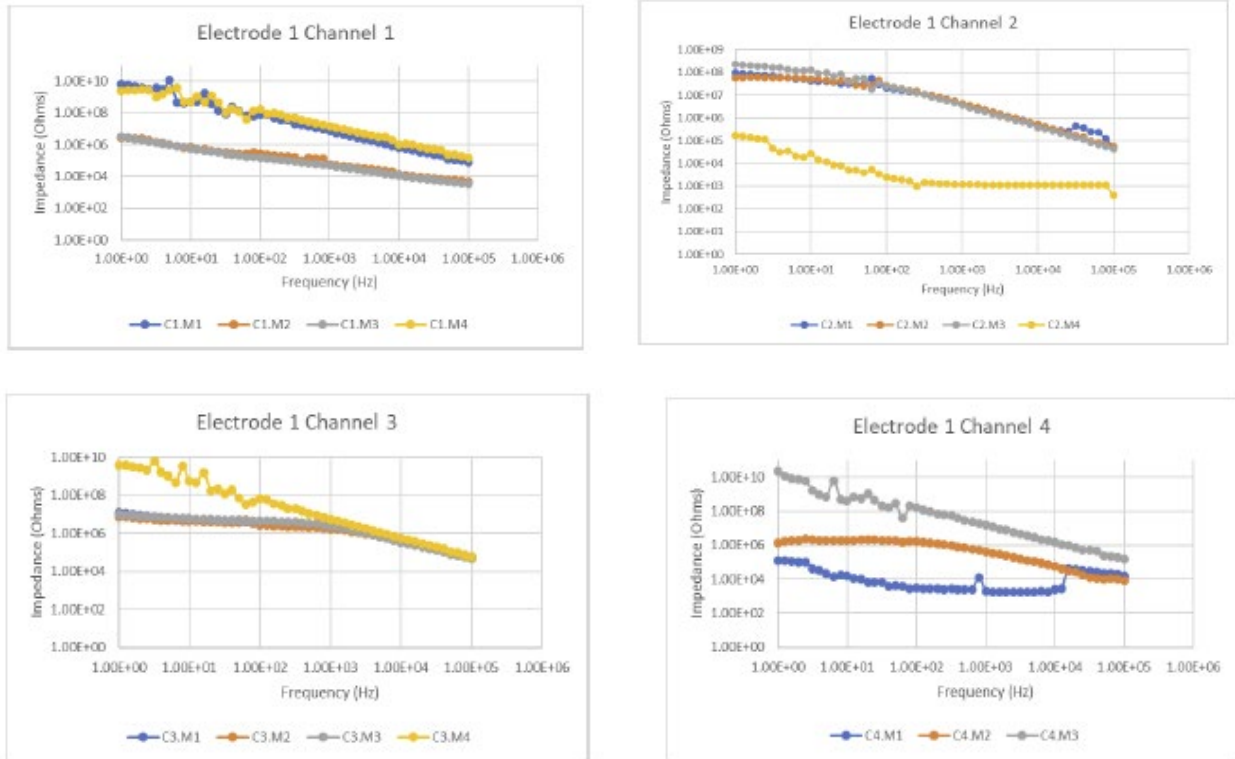 Electrode 1 Channel 1
Impedance (Ohms)
1.00E+10
1.00E+08
1.00E+06
1.00E+04
1.00E+02
1.00E+00
1.00E+00 1.00E+01 1.00E+02 1.00E+03 1.00E+04 1.00E+05 1.00E+06
Frequency (Hz)
C1.M1 C1.M2 C1.M3 C1.M4
Electrode 1 Channel 2
Impedance (Ohms)
1.00E+09
1.00E+08
1.00E+07
1.00E+06
1.00E+05
1.00E+04
1.00E+03
1.00E+02
1.00E+01
1.00E+00
1.00E+00 1.00E+01 1.00E+02 1.00E+03 1.00E+04 1.00E+05 1.00E+06
Frequency (Hz)
C2.M1 C2.M2 C2.M3 C2.M4
Electrode 1 Channel 3
Impedance (Ohms)
1.00E+10
1.00E+08
1.00E+06
1.00E+04
1.00E+02
1.00E+00
1.00E+00 1.00E+01 1.00E+02 1.00E+03 1.00E+04 1.00E+05 1.00E+06
Frequency (Hz)
C3.M1 C3.M2 C3.M3 C3.M4
Electrode 1 Channel 4
Impedance (Ohms)
1.00E+10
1.00E+08
1.00E+06
1.00E+04
1.00E+02
1.00E+00
1.00E+00 1.00E+01 1.00E+02 1.00E+03 1.00E+04 1.00E+05 1.00E+06
Frequency (Hz)
C4.M1 C4.M2 C4.M3